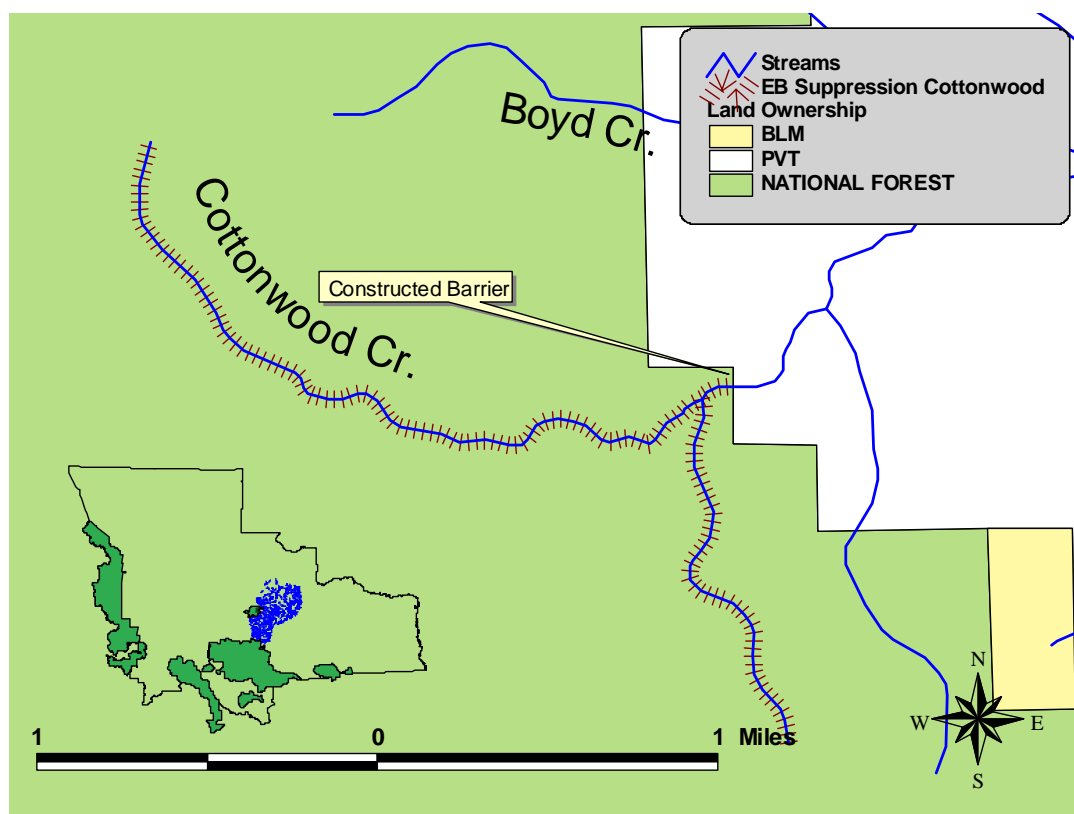 Streams
EB Suppression Cottonwood
Land Ownership
BLM
PVT
NATIONAL FOREST
Boyd Cr.
Cottonwood Cr.
Constructed Barrier
N
W
E
S
1
0
1 Miles